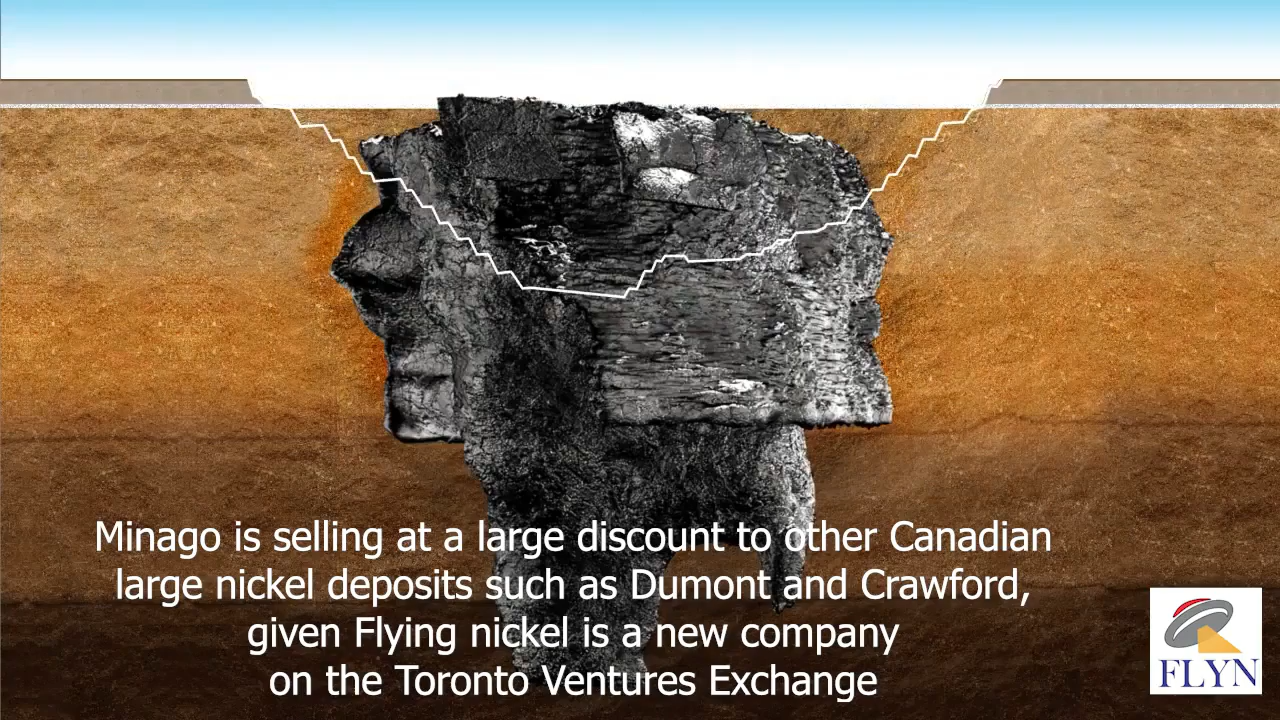 Minago is selling at a large discount to other Canadian
large nickel deposits such as Dumont and Crawford,
given Flying nickel is a new company
on the Toronto Ventures Exchange
FLYN